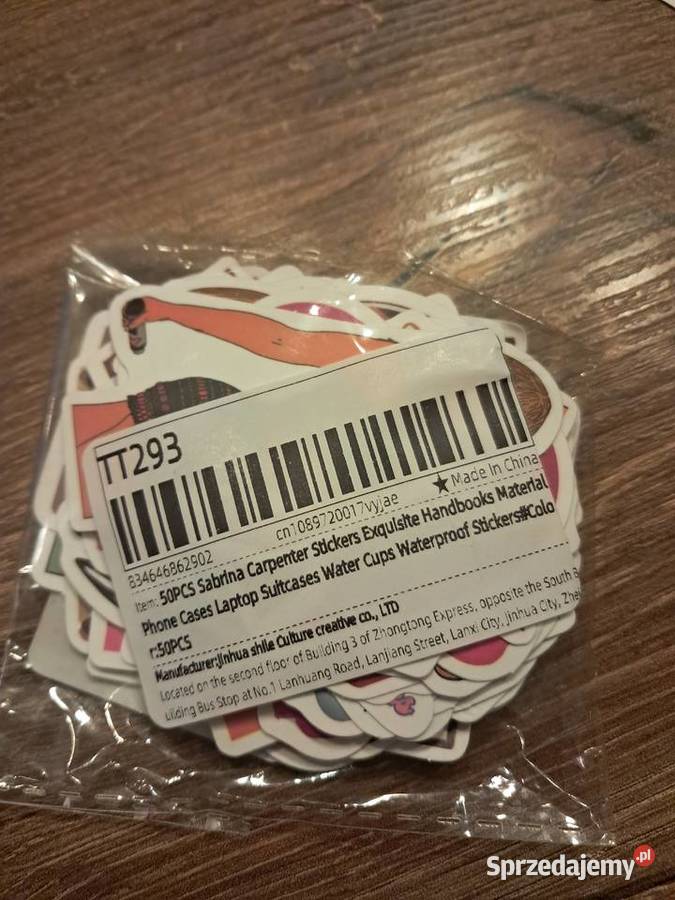 TT293
834646862902
cn1089720017vyjae
★Made In China
Item: 50PCS Sabrina Carpenter Stickers Exquisite Handbooks Material
Phone Cases Laptop Suitcases Water Cups Waterproof Stickers#Colo
r:50PCS
Manufacturer:Jinhua shile Culture creative co., LTD
Located on the second floor of Building 3 of Zhongtong Express, opposite the South B
uilding Bus Stop at No.1 Lanhuang Road, Lanjiang Street, Lanxi City, Jinhua City, Zhe
Sprzedajemy.pl